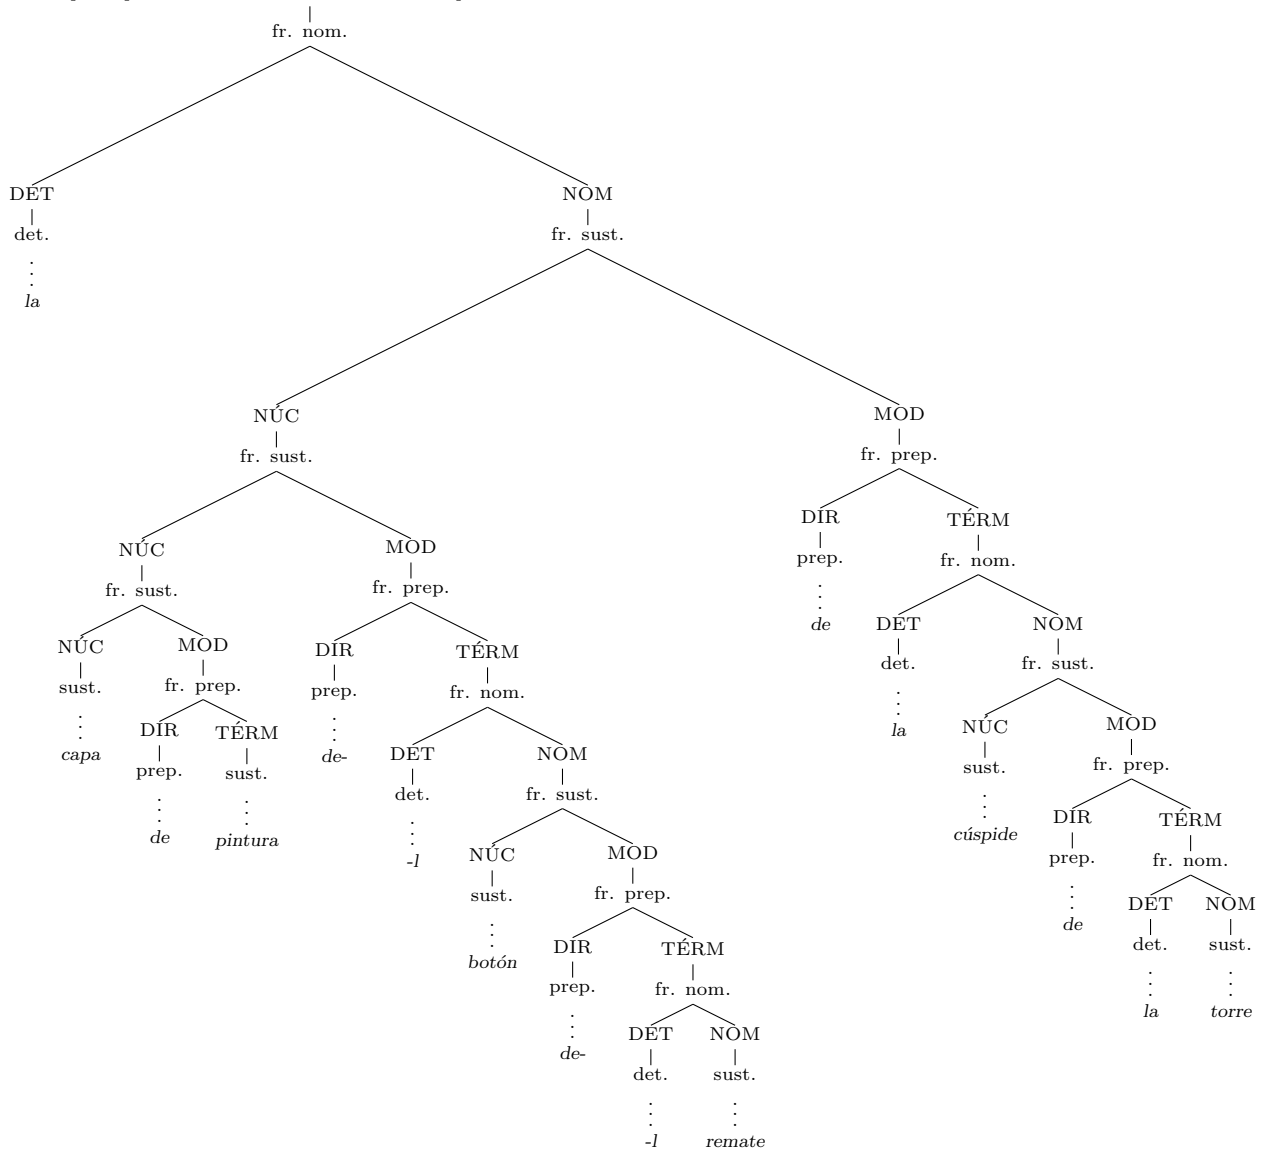 fr. nom.
DET NOM
det. fr. sust.
la
NÚC MOD
fr. sust. fr. prep.
DIR TÉRM
NÚC MOD
prep. fr. nom.
fr. sust. fr. prep.
de DET NOM
NÚC MOD DIR TÉRM
det. fr. sust.
sust. fr. prep. prep. fr. nom.
la NÚC MOD
DIR TÉRM
capa de- DET NOM
sust. fr. prep.
prep. sust. det. fr. sust.
DIR TÉRM
cúspide
de pintura
-l NÚC MOD
prep. fr. nom.
sust. fr. prep.
de DET NOM
DIR TÉRM
det. sust.
botón
prep. fr. nom.
la torre
DET NOM
de-
det. sust.
-l remate